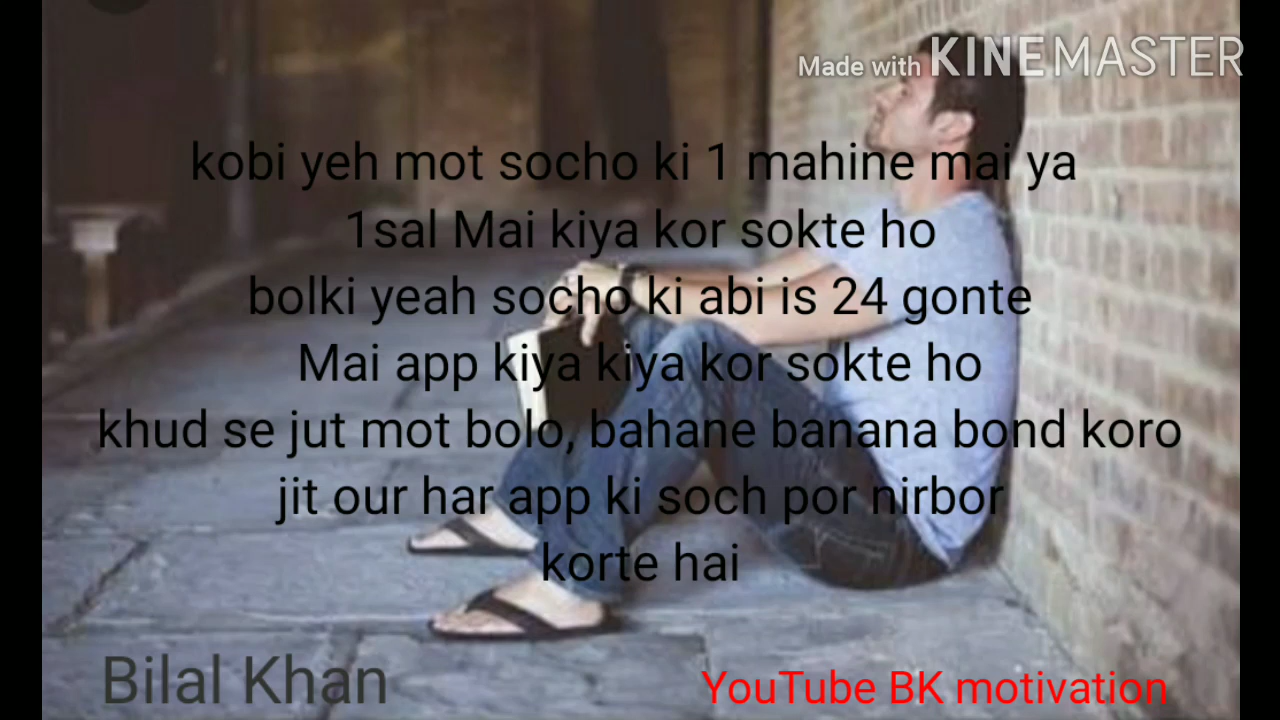 Made with KINEMASTER
kobi yeh mot socho ki 1 mahine mai ya
1sal Mai kiya kor sokte ho
bolki yeah socho ki abi is 24 gonte
Mai app kiya kiya kor sokte ho
khud se jut mot bolo, bahane banana bond koro
jit our har app ki soch por nirbor
korte hai
Bilal Khan
YouTube BK motivation